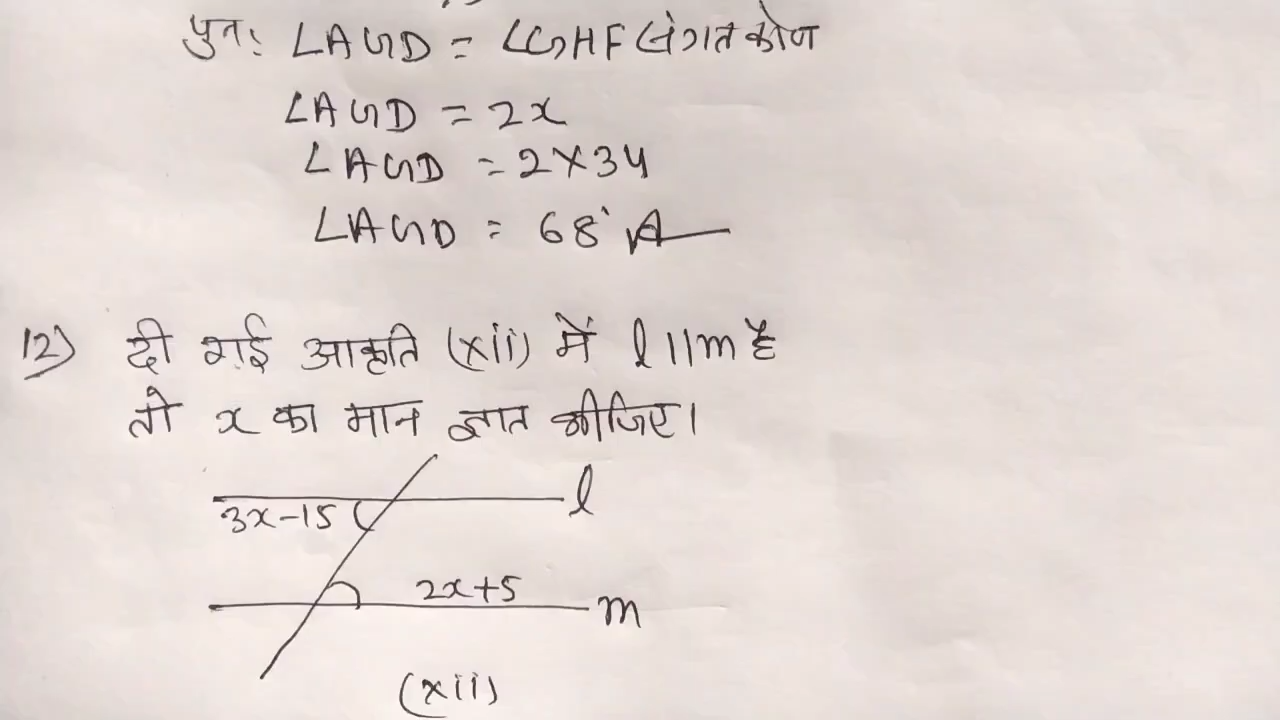 पुनः ∠AGD = ∠GHF संगत कोण
∠AGD = 2x
∠AGD = 2×34
∠AGD = 68° A
12) दी गई आकृति (xii) में l||m है
तो x का मान ज्ञात कीजिए।
l
3x-15
2x+5
m
(xii)